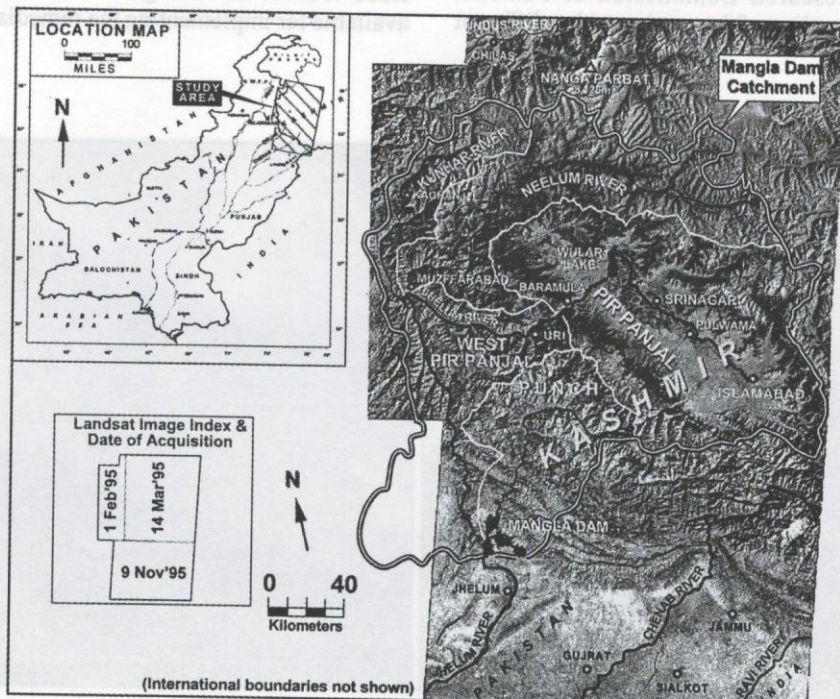 LOCATION MAP
0 100
MILES
STUDY
AREA
N
AFGHANISTAN
PAKISTAN
IRAN
BALOCHISTAN
SINDH
PUNJAB
INDIA
ARABIAN
SEA
Landsat Image Index &
Date of Acquisition
1 Feb'95
14 Mar'95
9 Nov'95
N
0 40
Kilometers
(International boundaries not shown)
INDUS RIVER
CHILAS
NANGA PARBAT
Mangla Dam
Catchment
KUNHAR RIVER
NEELUM RIVER
WULAR
LAKE
MUZFFARABAD
BARAMULA
JHELUM RIVER
SRINAGAR
PIR PANJAL
PULWAMA
URI
WEST
PIR PANJAL
PUNCH
ISLAMABAD
KASHMIR
MANGLA DAM
JHELUM
JHELAM RIVER
PAKISTAN
CHENAB RIVER
JAMMU
GUJRAT
SIALKOT
RAVI RIVER